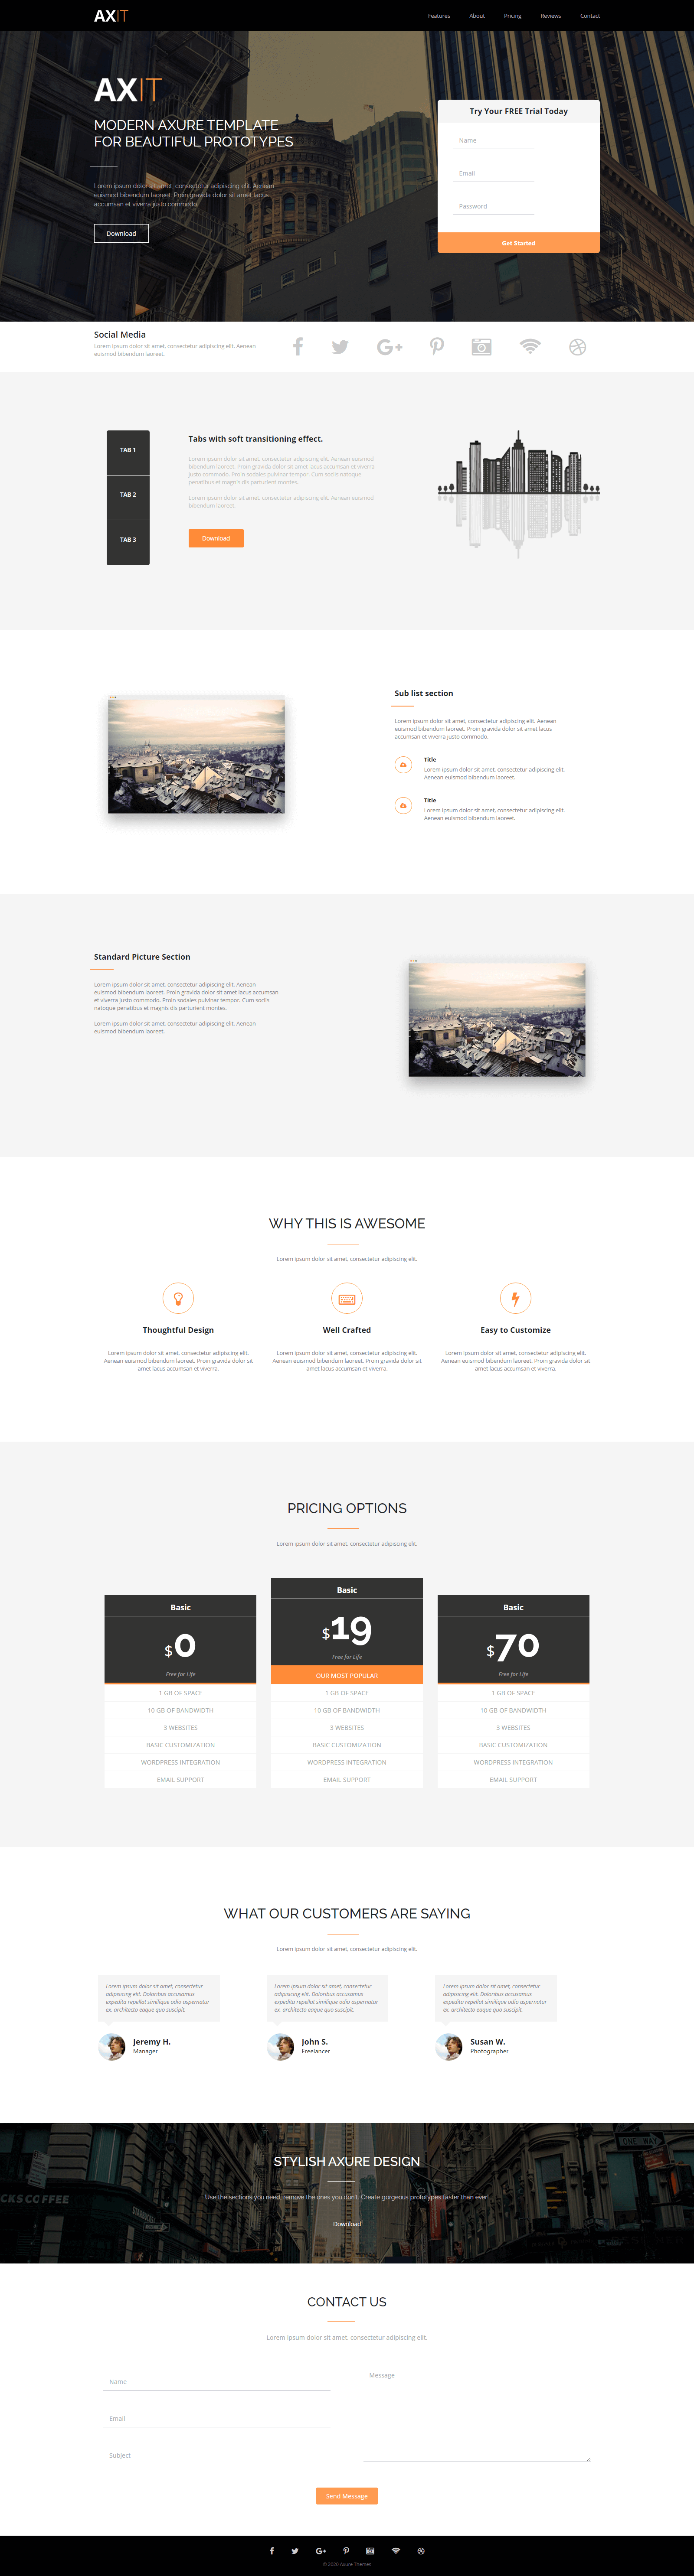 AXIT
Features About Pricing Reviews Contact
AXIT
MODERN AXURE TEMPLATE
FOR BEAUTIFUL PROTOTYPES
Lorem ipsum dolor sit amet, consectetur adipiscing elit. Aenean
euismod bibendum laoreet. Proin gravida dolor sit amet lacus
accumsan et viverra justo commodo.
Download
Try Your FREE Trial Today
Name
Email
Password
Get Started
Social Media
Lorem ipsum dolor sit amet, consectetur adipiscing elit. Aenean
euismod bibendum laoreet.
TAB 1
TAB 2
TAB 3
Tabs with soft transitioning effect.
Lorem ipsum dolor sit amet, consectetur adipiscing elit. Aenean euismod
bibendum laoreet. Proin gravida dolor sit amet lacus accumsan et viverra
justo commodo. Proin sodales pulvinar tempor. Cum sociis natoque
penatibus et magnis dis parturient montes.
Lorem ipsum dolor sit amet, consectetur adipiscing elit. Aenean euismod
bibendum laoreet.
Download
Sub list section
Lorem ipsum dolor sit amet, consectetur adipiscing elit. Aenean
euismod bibendum laoreet. Proin gravida dolor sit amet lacus
accumsan et viverra justo commodo.
Title
Lorem ipsum dolor sit amet, consectetur adipiscing elit.
Aenean euismod bibendum laoreet.
Title
Lorem ipsum dolor sit amet, consectetur adipiscing elit.
Aenean euismod bibendum laoreet.
Standard Picture Section
Lorem ipsum dolor sit amet, consectetur adipiscing elit. Aenean
euismod bibendum laoreet. Proin gravida dolor sit amet lacus accumsan
et viverra justo commodo. Proin sodales pulvinar tempor. Cum sociis
natoque penatibus et magnis dis parturient montes.
Lorem ipsum dolor sit amet, consectetur adipiscing elit. Aenean
euismod bibendum laoreet.
WHY THIS IS AWESOME
Lorem ipsum dolor sit amet, consectetur adipiscing elit.
Thoughtful Design
Lorem ipsum dolor sit amet, consectetur adipiscing elit.
Aenean euismod bibendum laoreet. Proin gravida dolor sit
amet lacus accumsan et viverra.
Well Crafted
Lorem ipsum dolor sit amet, consectetur adipiscing elit.
Aenean euismod bibendum laoreet. Proin gravida dolor sit
amet lacus accumsan et viverra.
Easy to Customize
Lorem ipsum dolor sit amet, consectetur adipiscing elit.
Aenean euismod bibendum laoreet. Proin gravida dolor sit
amet lacus accumsan et viverra.
PRICING OPTIONS
Lorem ipsum dolor sit amet, consectetur adipiscing elit.
Basic
$0
Free for Life
1 GB OF SPACE
10 GB OF BANDWIDTH
3 WEBSITES
BASIC CUSTOMIZATION
WORDPRESS INTEGRATION
EMAIL SUPPORT
Basic
$19
Free for Life
OUR MOST POPULAR
1 GB OF SPACE
10 GB OF BANDWIDTH
3 WEBSITES
BASIC CUSTOMIZATION
WORDPRESS INTEGRATION
EMAIL SUPPORT
Basic
$70
Free for Life
1 GB OF SPACE
10 GB OF BANDWIDTH
3 WEBSITES
BASIC CUSTOMIZATION
WORDPRESS INTEGRATION
EMAIL SUPPORT
WHAT OUR CUSTOMERS ARE SAYING
Lorem ipsum dolor sit amet, consectetur adipiscing elit.
Lorem ipsum dolor sit amet, consectetur
adipisicing elit. Doloribus accusamus
expedita repellat similique odio aspernatur
ex, architecto eaque quo suscipit.
Jeremy H.
Manager
Lorem ipsum dolor sit amet, consectetur
adipisicing elit. Doloribus accusamus
expedita repellat similique odio aspernatur
ex, architecto eaque quo suscipit.
John S.
Freelancer
Lorem ipsum dolor sit amet, consectetur
adipisicing elit. Doloribus accusamus
expedita repellat similique odio aspernatur
ex, architecto eaque quo suscipit.
Susan W.
Photographer
CKS COFFEE
ONE WAY
STYLISH AXURE DESIGN
Use the sections you need, remove the ones you don't. Create gorgeous prototypes faster than ever!
Download
CONTACT US
Lorem ipsum dolor sit amet, consectetur adipiscing elit.
Name
Email
Subject
Message
Send Message
© 2020 Axure Themes